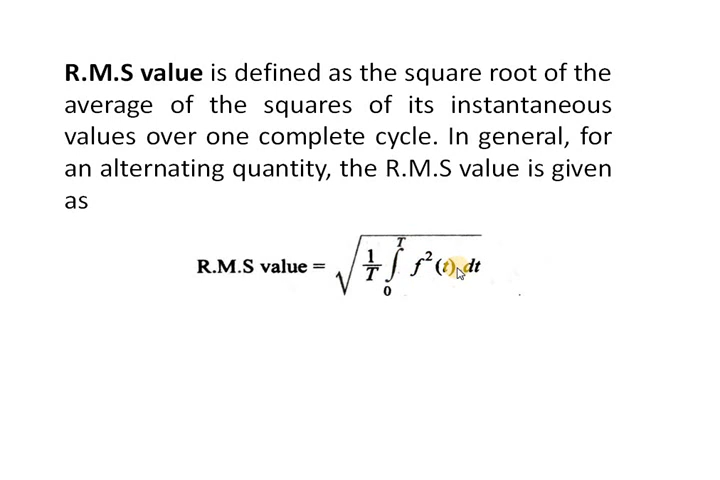 R.M.S value is defined as the square root of the
average of the squares of its instantaneous
values over one complete cycle. In general, for
an alternating quantity, the R.M.S value is given
as
R.M.S value = √(1/T ∫₀ᵀ f²(t).dt)